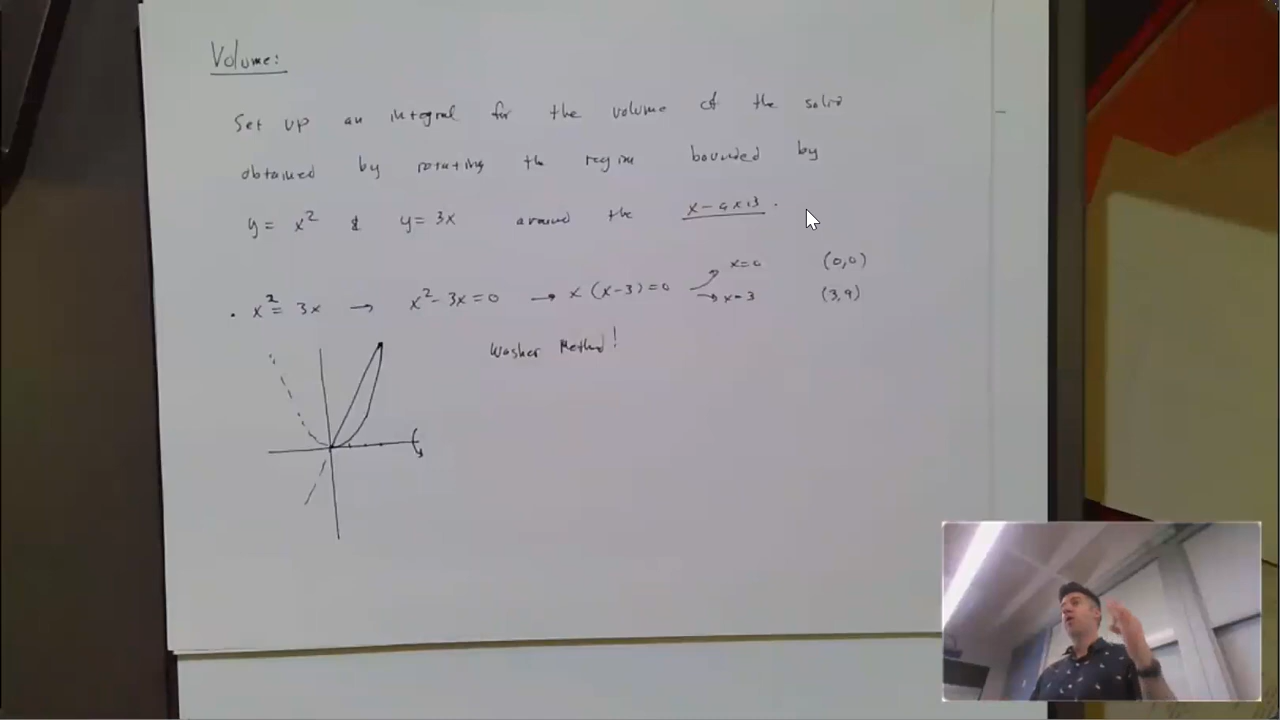 Volume:
Set up an integral for the volume of the solid
obtained by rotating the region bounded by
y = x² & y = 3x around the x-axis.
• x² = 3x → x² - 3x = 0 → x (x-3) = 0 → x=0 (0,0)
→ x=3 (3,9)
Washer Method!